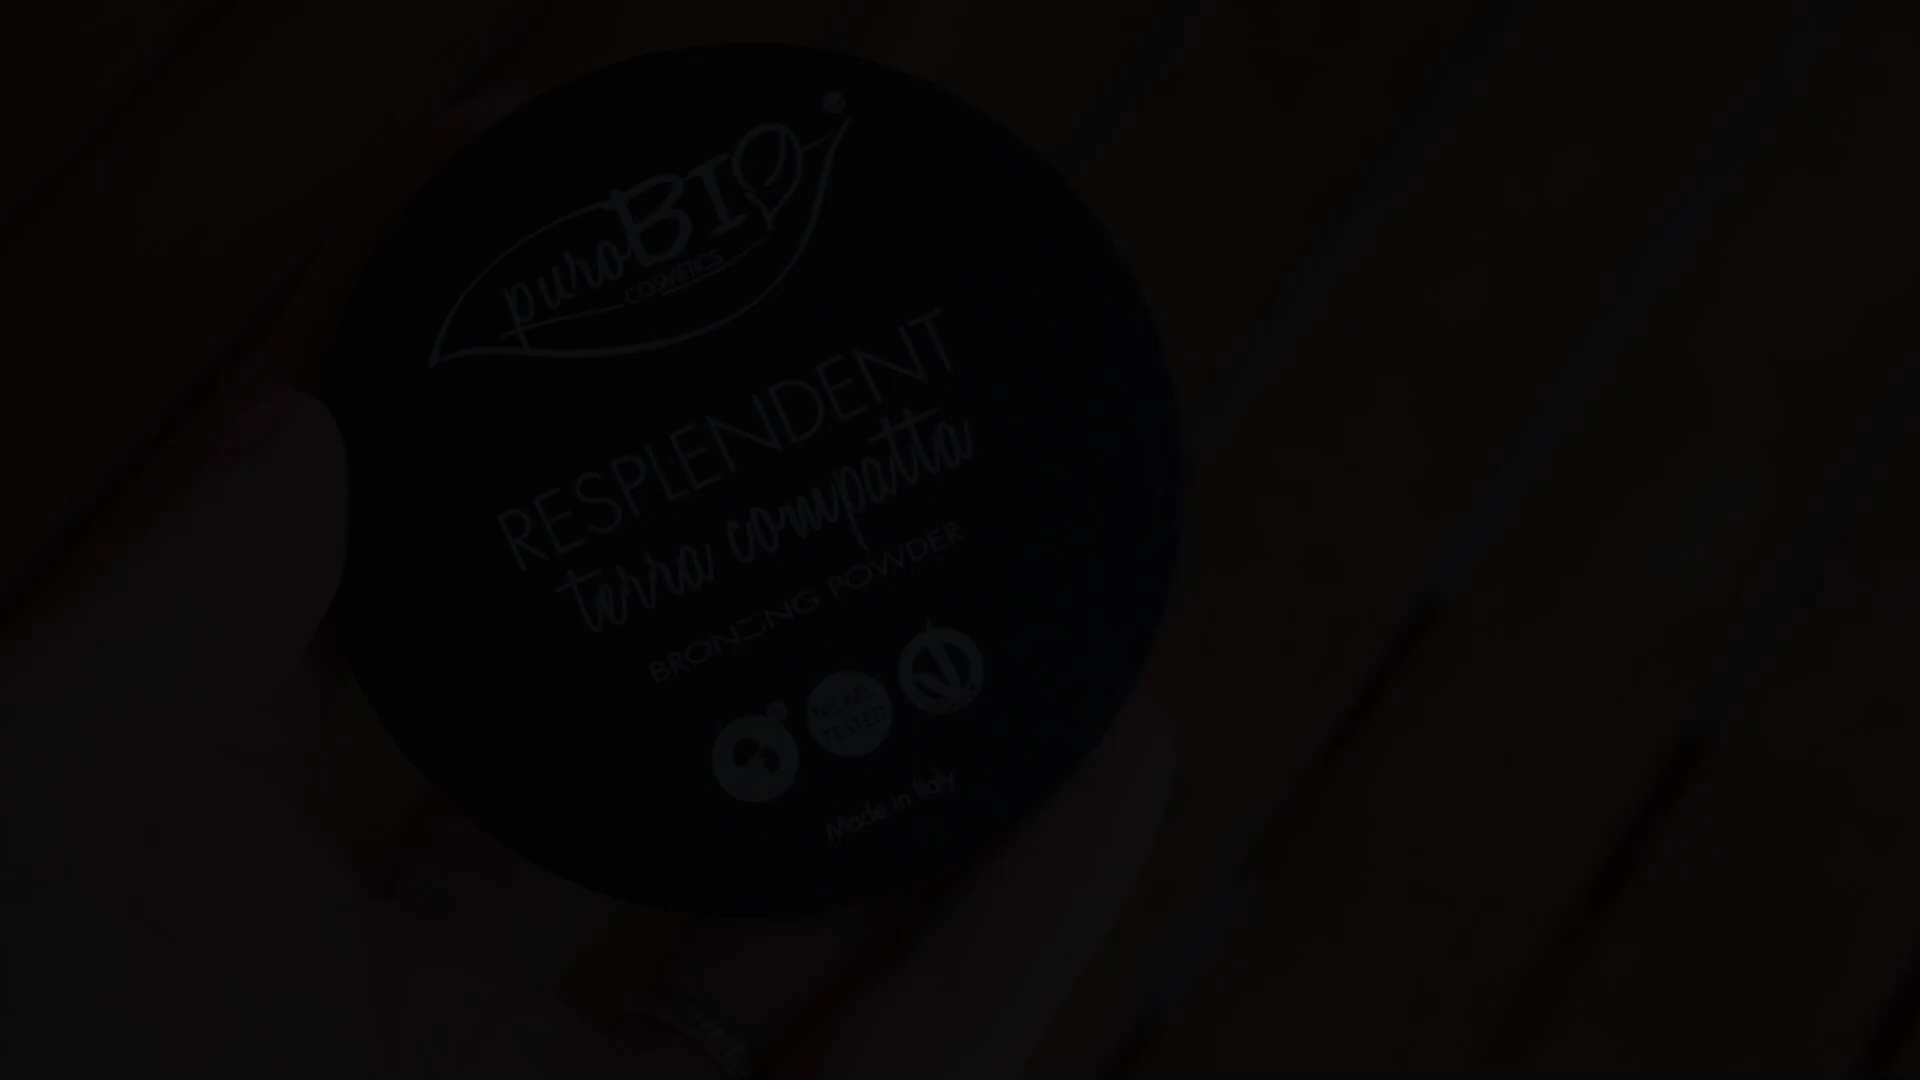 puroBIO
COSMETICS
RESPLENDENT
terra compatta
BRONZING POWDER
NICKEL
TESTED
Made in Italy